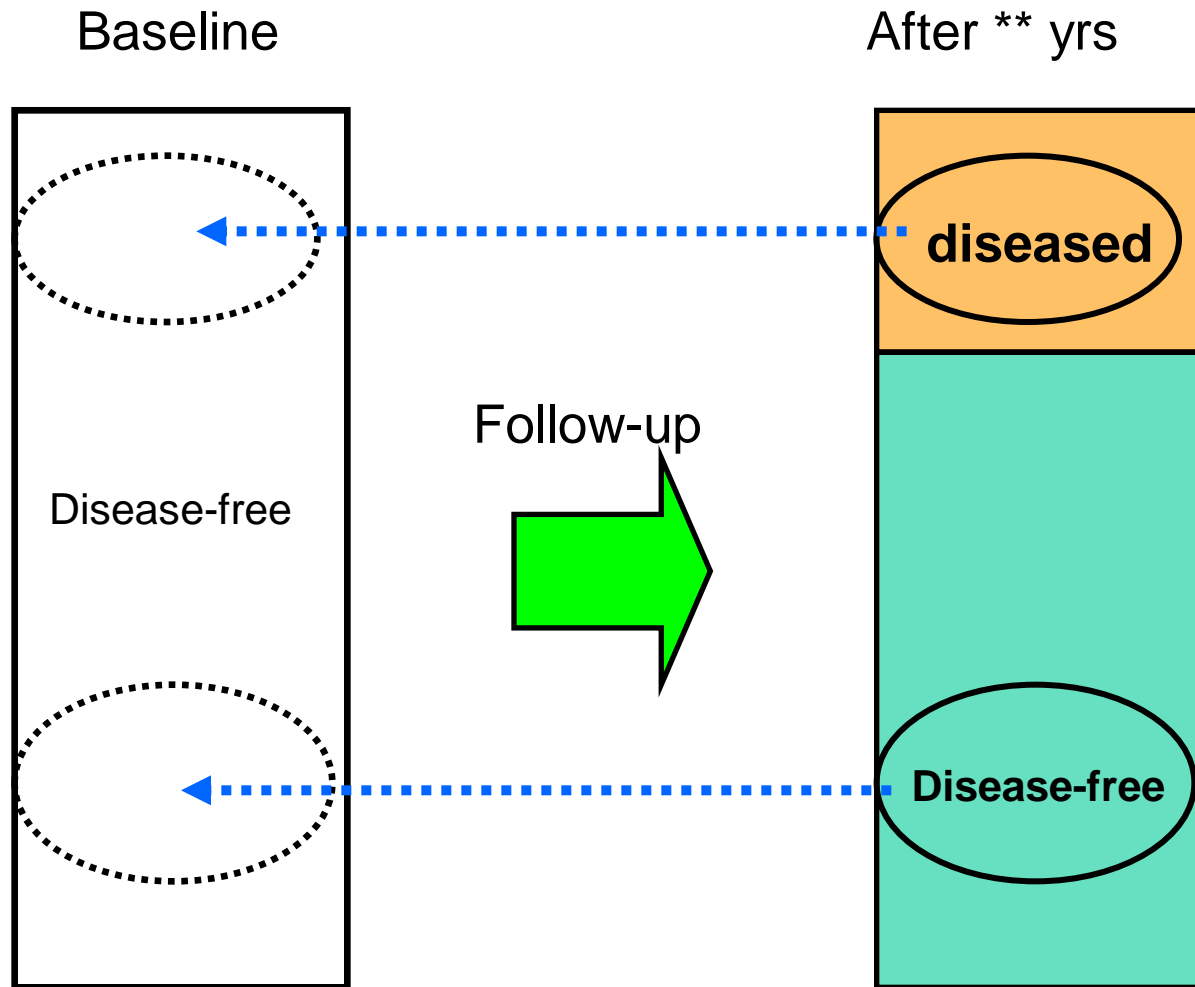 Baseline
After ** yrs
diseased
Follow-up
Disease-free
Disease-free